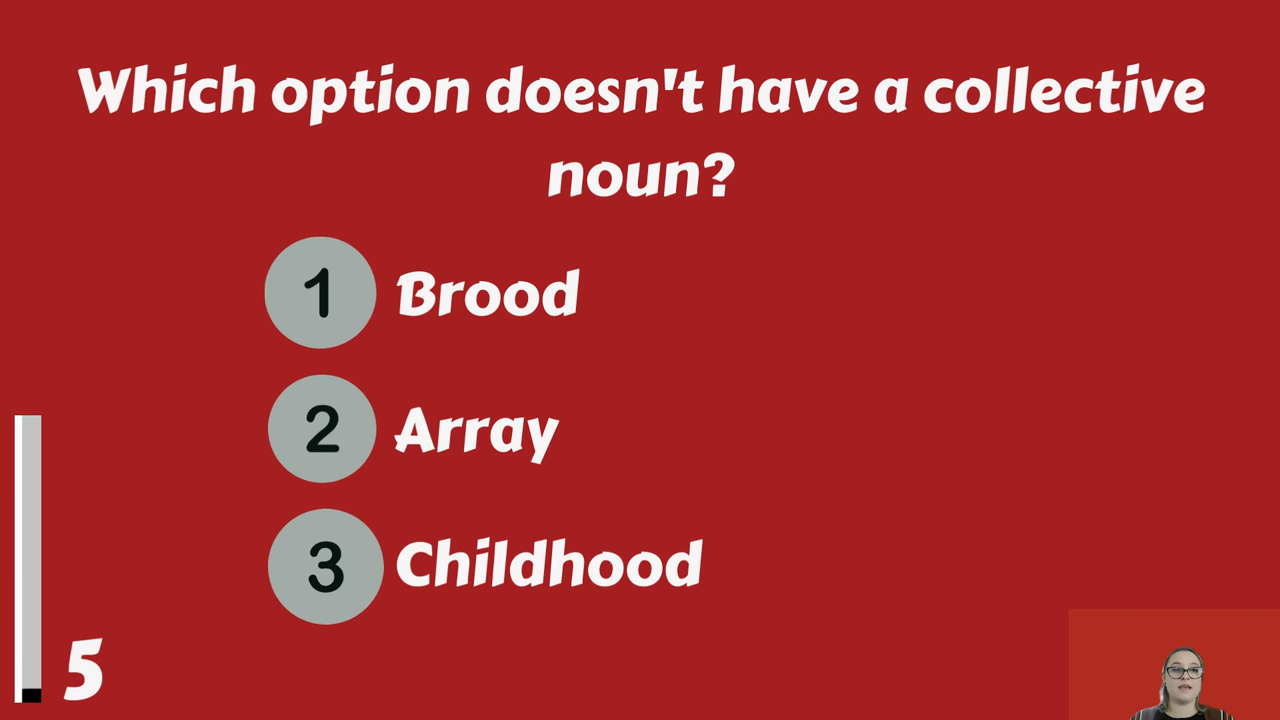 Which option doesn't have a collective
noun?
1 Brood
2 Array
3 Childhood
5